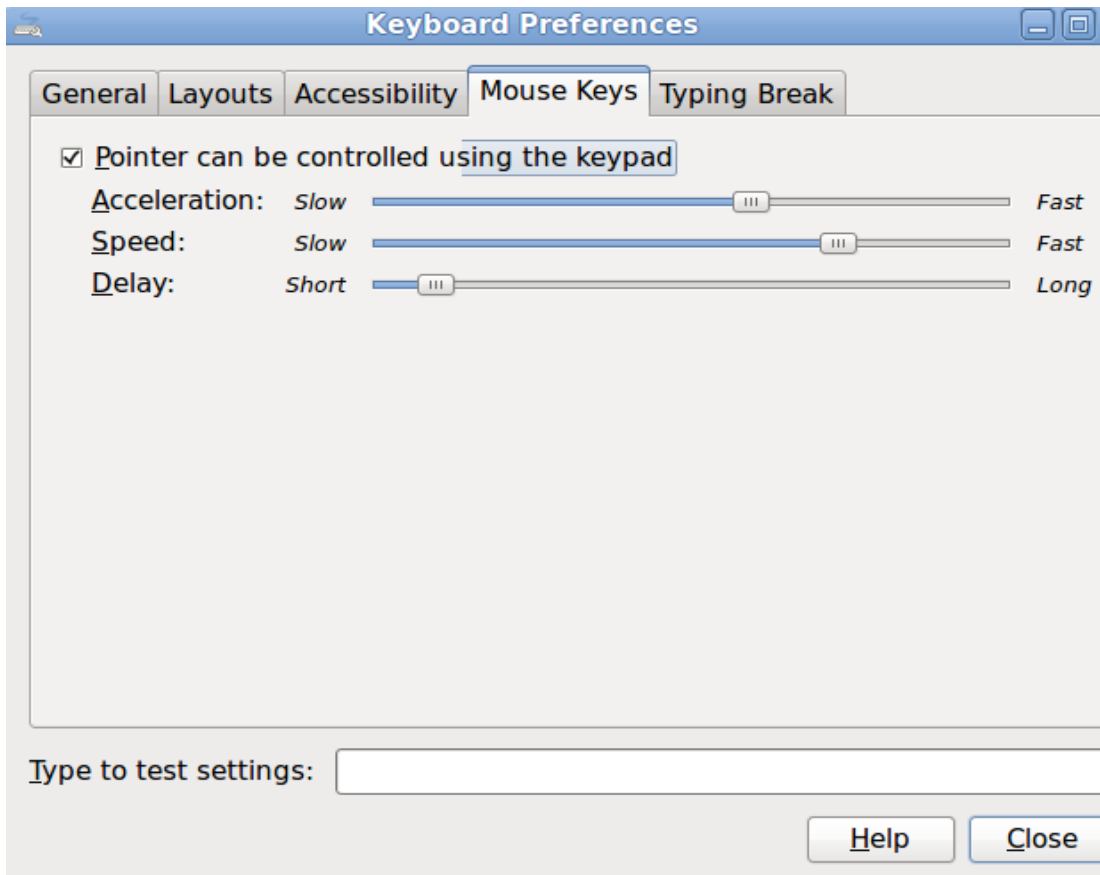 Keyboard Preferences
General Layouts Accessibility Mouse Keys Typing Break
Pointer can be controlled using the keypad
Acceleration: Slow Fast
Speed: Slow Fast
Delay: Short Long
Type to test settings:
Help Close